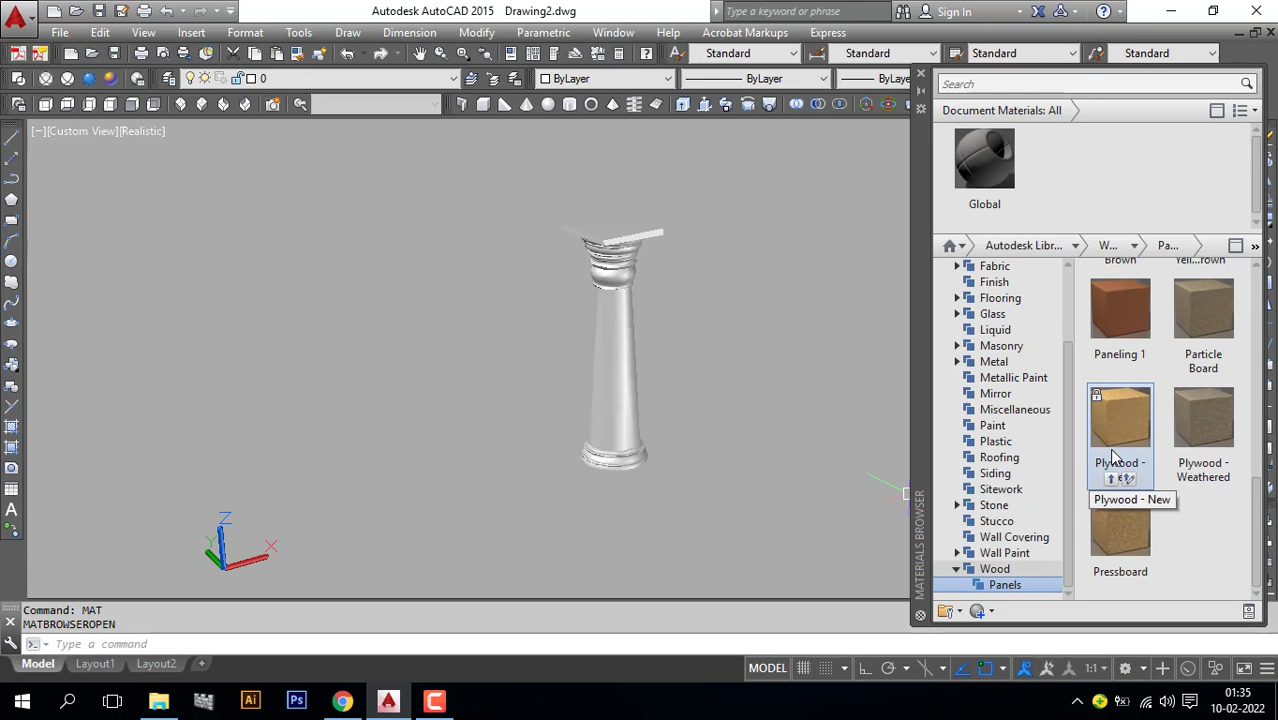 Autodesk AutoCAD 2015 Drawing2.dwg
Type a keyword or phrase
Sign In
File Edit View Insert Format Tools Draw Dimension Modify Parametric Window Help Acrobat Markups Express
Standard Standard Standard Standard
0
ByLayer ByLayer ByLaye
Search
[−][Custom View][Realistic]
Document Materials: All
Global
Autodesk Libr... W... Pa...
Brown
Yell...rown
Fabric
Finish
Flooring
Glass
Liquid
Masonry
Metal
Metallic Paint
Mirror
Miscellaneous
Paint
Plastic
Roofing
Siding
Sitework
Stone
Stucco
Wall Covering
Wall Paint
Wood
Panels
Paneling 1
Particle
Board
Plywood -
Plywood -
Weathered
Plywood - New
Pressboard
MATERIALS BROWSER
Z
Y
X
Command: MAT
MATBROWSEROPEN
Type a command
Model Layout1 Layout2
MODEL
1:1
Ai
Ps
A
01:35
10-02-2022